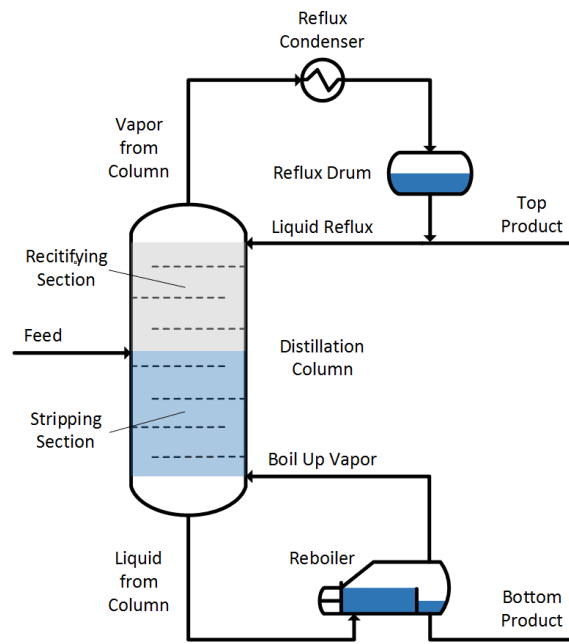 Reflux
Condenser
Vapor
from
Column
Reflux Drum
Liquid Reflux
Top
Product
Recitifying
Section
Feed
Distillation
Column
Stripping
Section
Boil Up Vapor
Liquid
from
Column
Reboiler
Bottom
Product